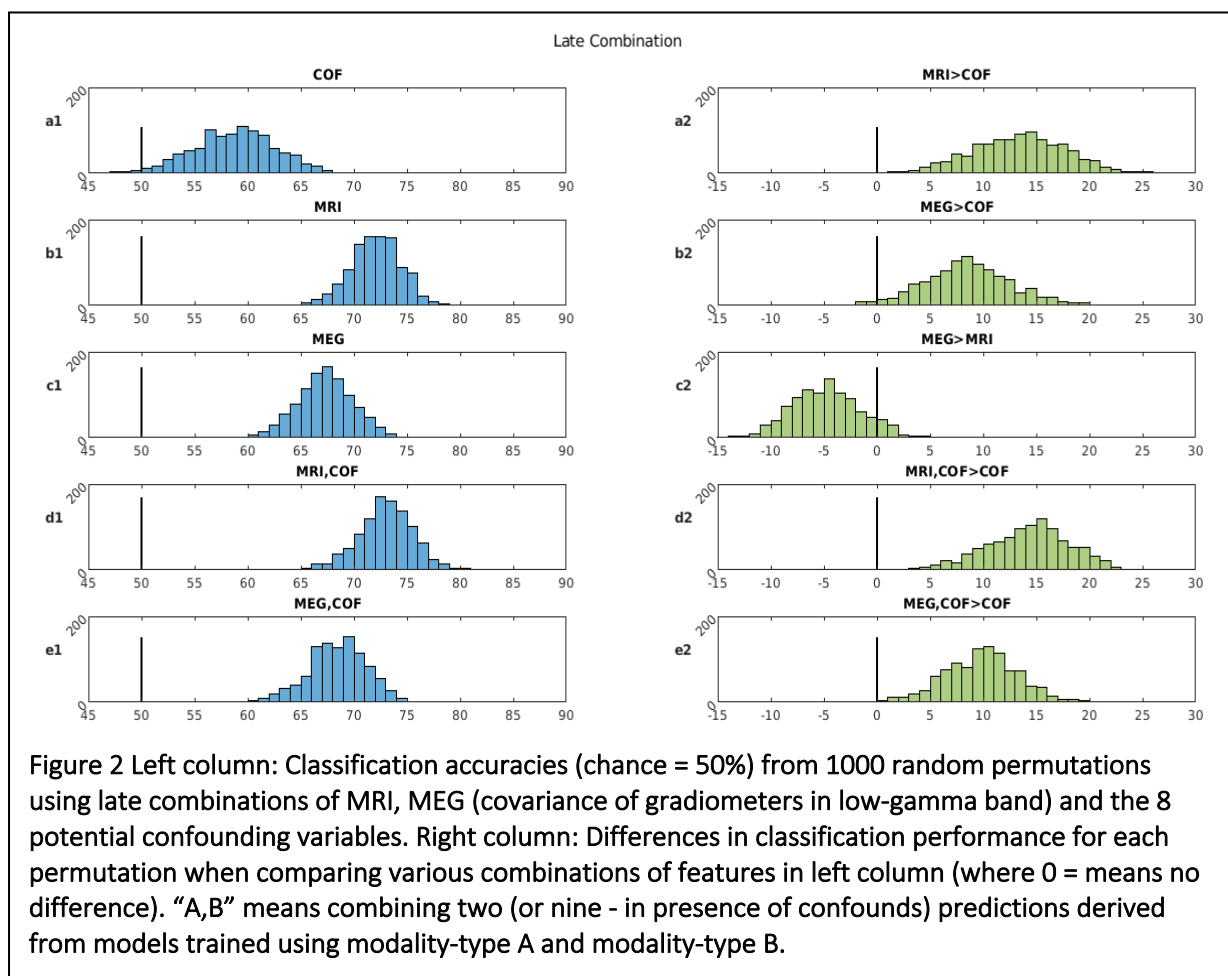 Late Combination
COF
200
a1
0
45 50 55 60 65 70 75 80 85 90
MRI>COF
200
a2
0
-15 -10 -5 0 5 10 15 20 25 30
MRI
200
b1
0
45 50 55 60 65 70 75 80 85 90
MEG>COF
200
b2
0
-15 -10 -5 0 5 10 15 20 25 30
MEG
200
c1
0
45 50 55 60 65 70 75 80 85 90
MEG>MRI
200
c2
0
-15 -10 -5 0 5 10 15 20 25 30
MRI,COF
200
d1
0
45 50 55 60 65 70 75 80 85 90
MRI,COF>COF
200
d2
0
-15 -10 -5 0 5 10 15 20 25 30
MEG,COF
200
e1
0
45 50 55 60 65 70 75 80 85 90
MEG,COF>COF
200
e2
0
-15 -10 -5 0 5 10 15 20 25 30
Figure 2 Left column: Classification accuracies (chance = 50%) from 1000 random permutations
using late combinations of MRI, MEG (covariance of gradiometers in low-gamma band) and the 8
potential confounding variables. Right column: Differences in classification performance for each
permutation when comparing various combinations of features in left column (where 0 = means no
difference). “A,B” means combining two (or nine - in presence of confounds) predictions derived
from models trained using modality-type A and modality-type B.